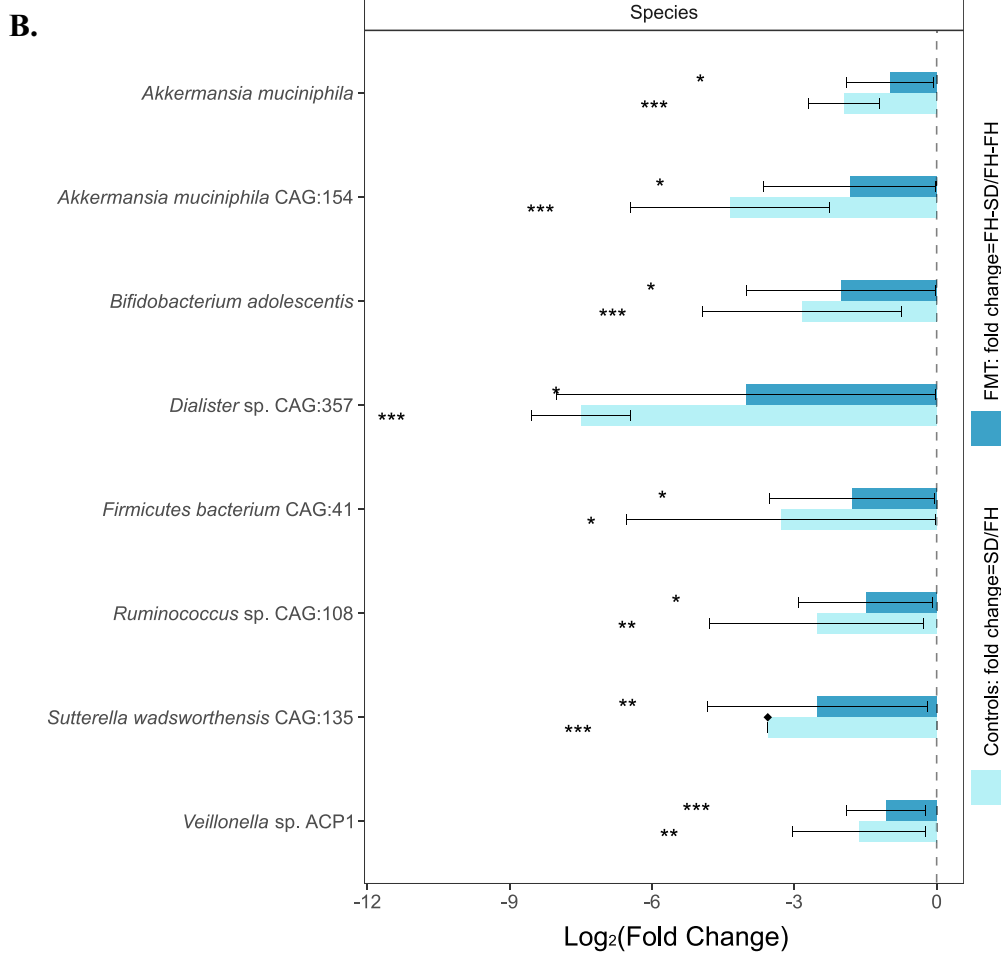 B.
Species
Akkermansia muciniphila
*
***
Akkermansia muciniphila CAG:154
*
***
Bifidobacterium adolescentis
*
***
Dialister sp. CAG:357
*
***
Firmicutes bacterium CAG:41
*
*
Ruminococcus sp. CAG:108
*
**
Sutterella wadsworthensis CAG:135
**
***
Veillonella sp. ACP1
***
**
-12 -9 -6 -3 0
Log₂(Fold Change)
FMT: fold change=FH-SD/FH-FH
Controls: fold change=SD/FH